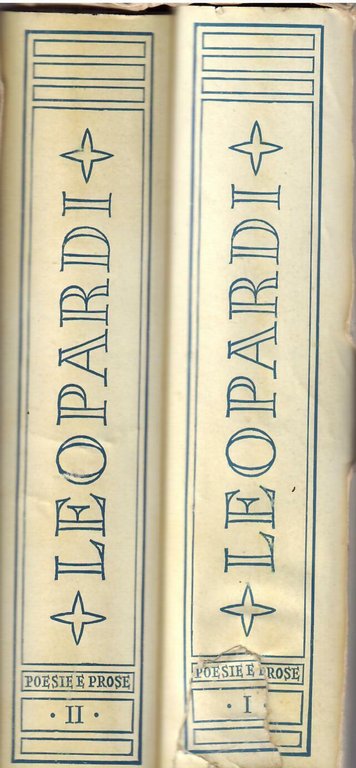 LEOPARDI
POESIE E PROSE
· II ·
LEOPARDI
POESIE E PROSE
· I ·